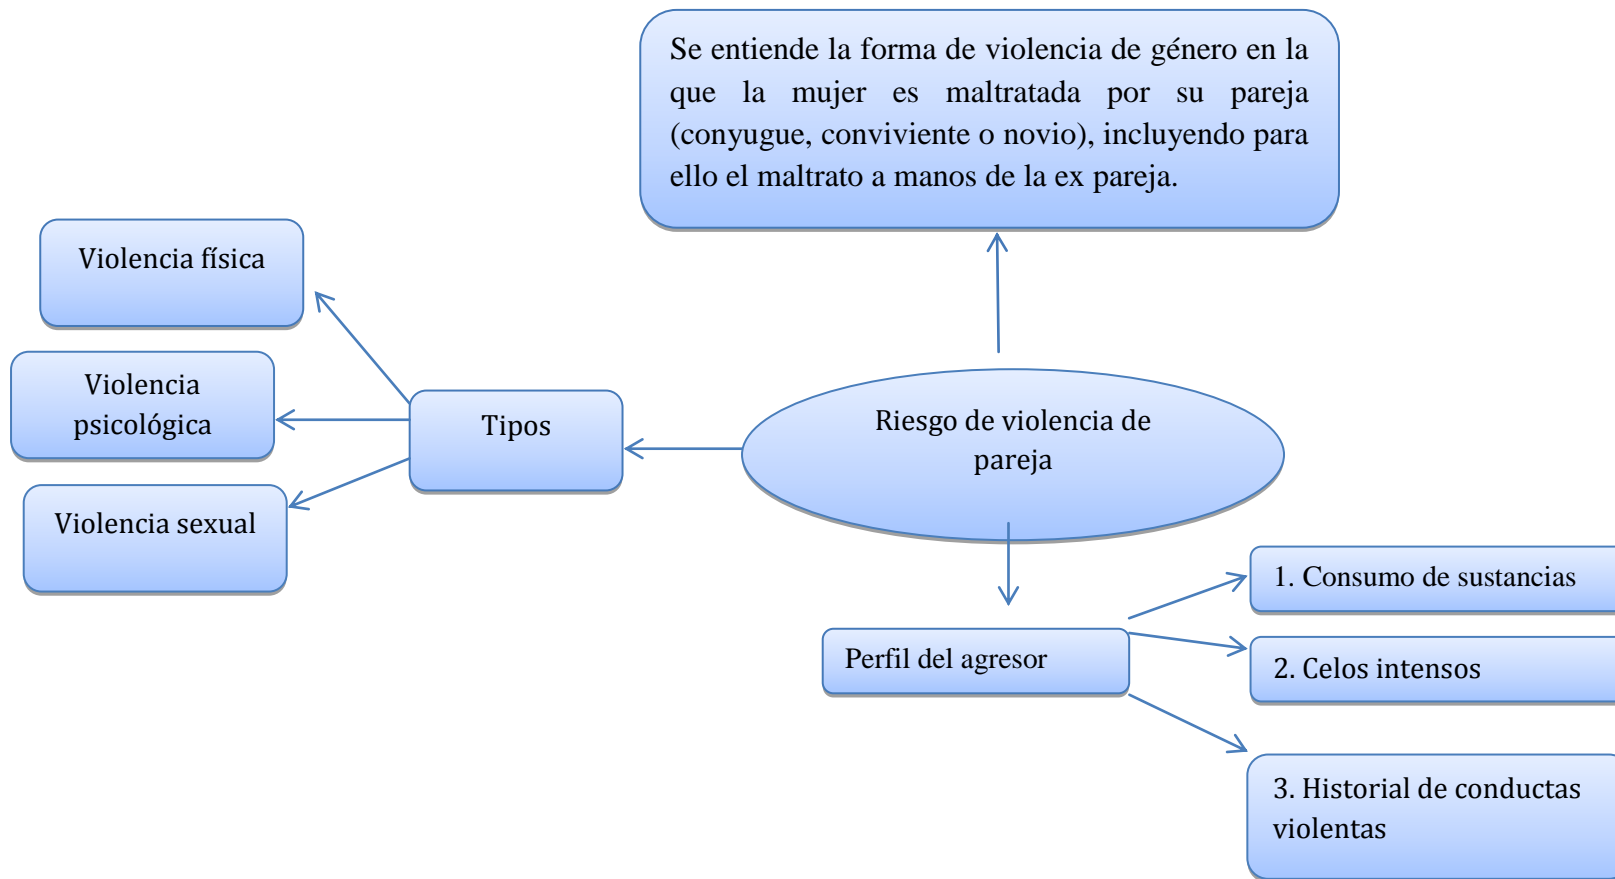 Se entiende la forma de violencia de género en la
que la mujer es maltratada por su pareja
(conyugue, conviviente o novio), incluyendo para
ello el maltrato a manos de la ex pareja.
Violencia física
Violencia
psicológica
Violencia sexual
Tipos
Riesgo de violencia de
pareja
Perfil del agresor
1. Consumo de sustancias
2. Celos intensos
3. Historial de conductas
violentas